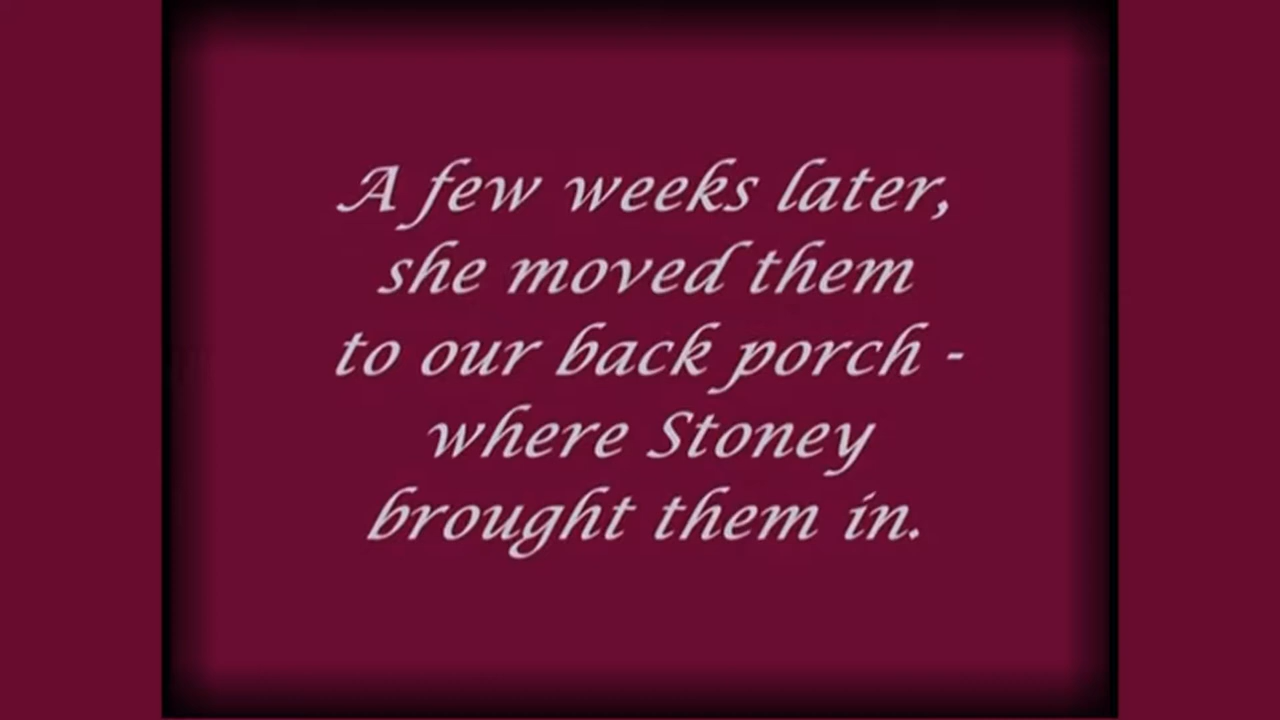 A few weeks later,
she moved them
to our back porch -
where Stoney
brought them in.